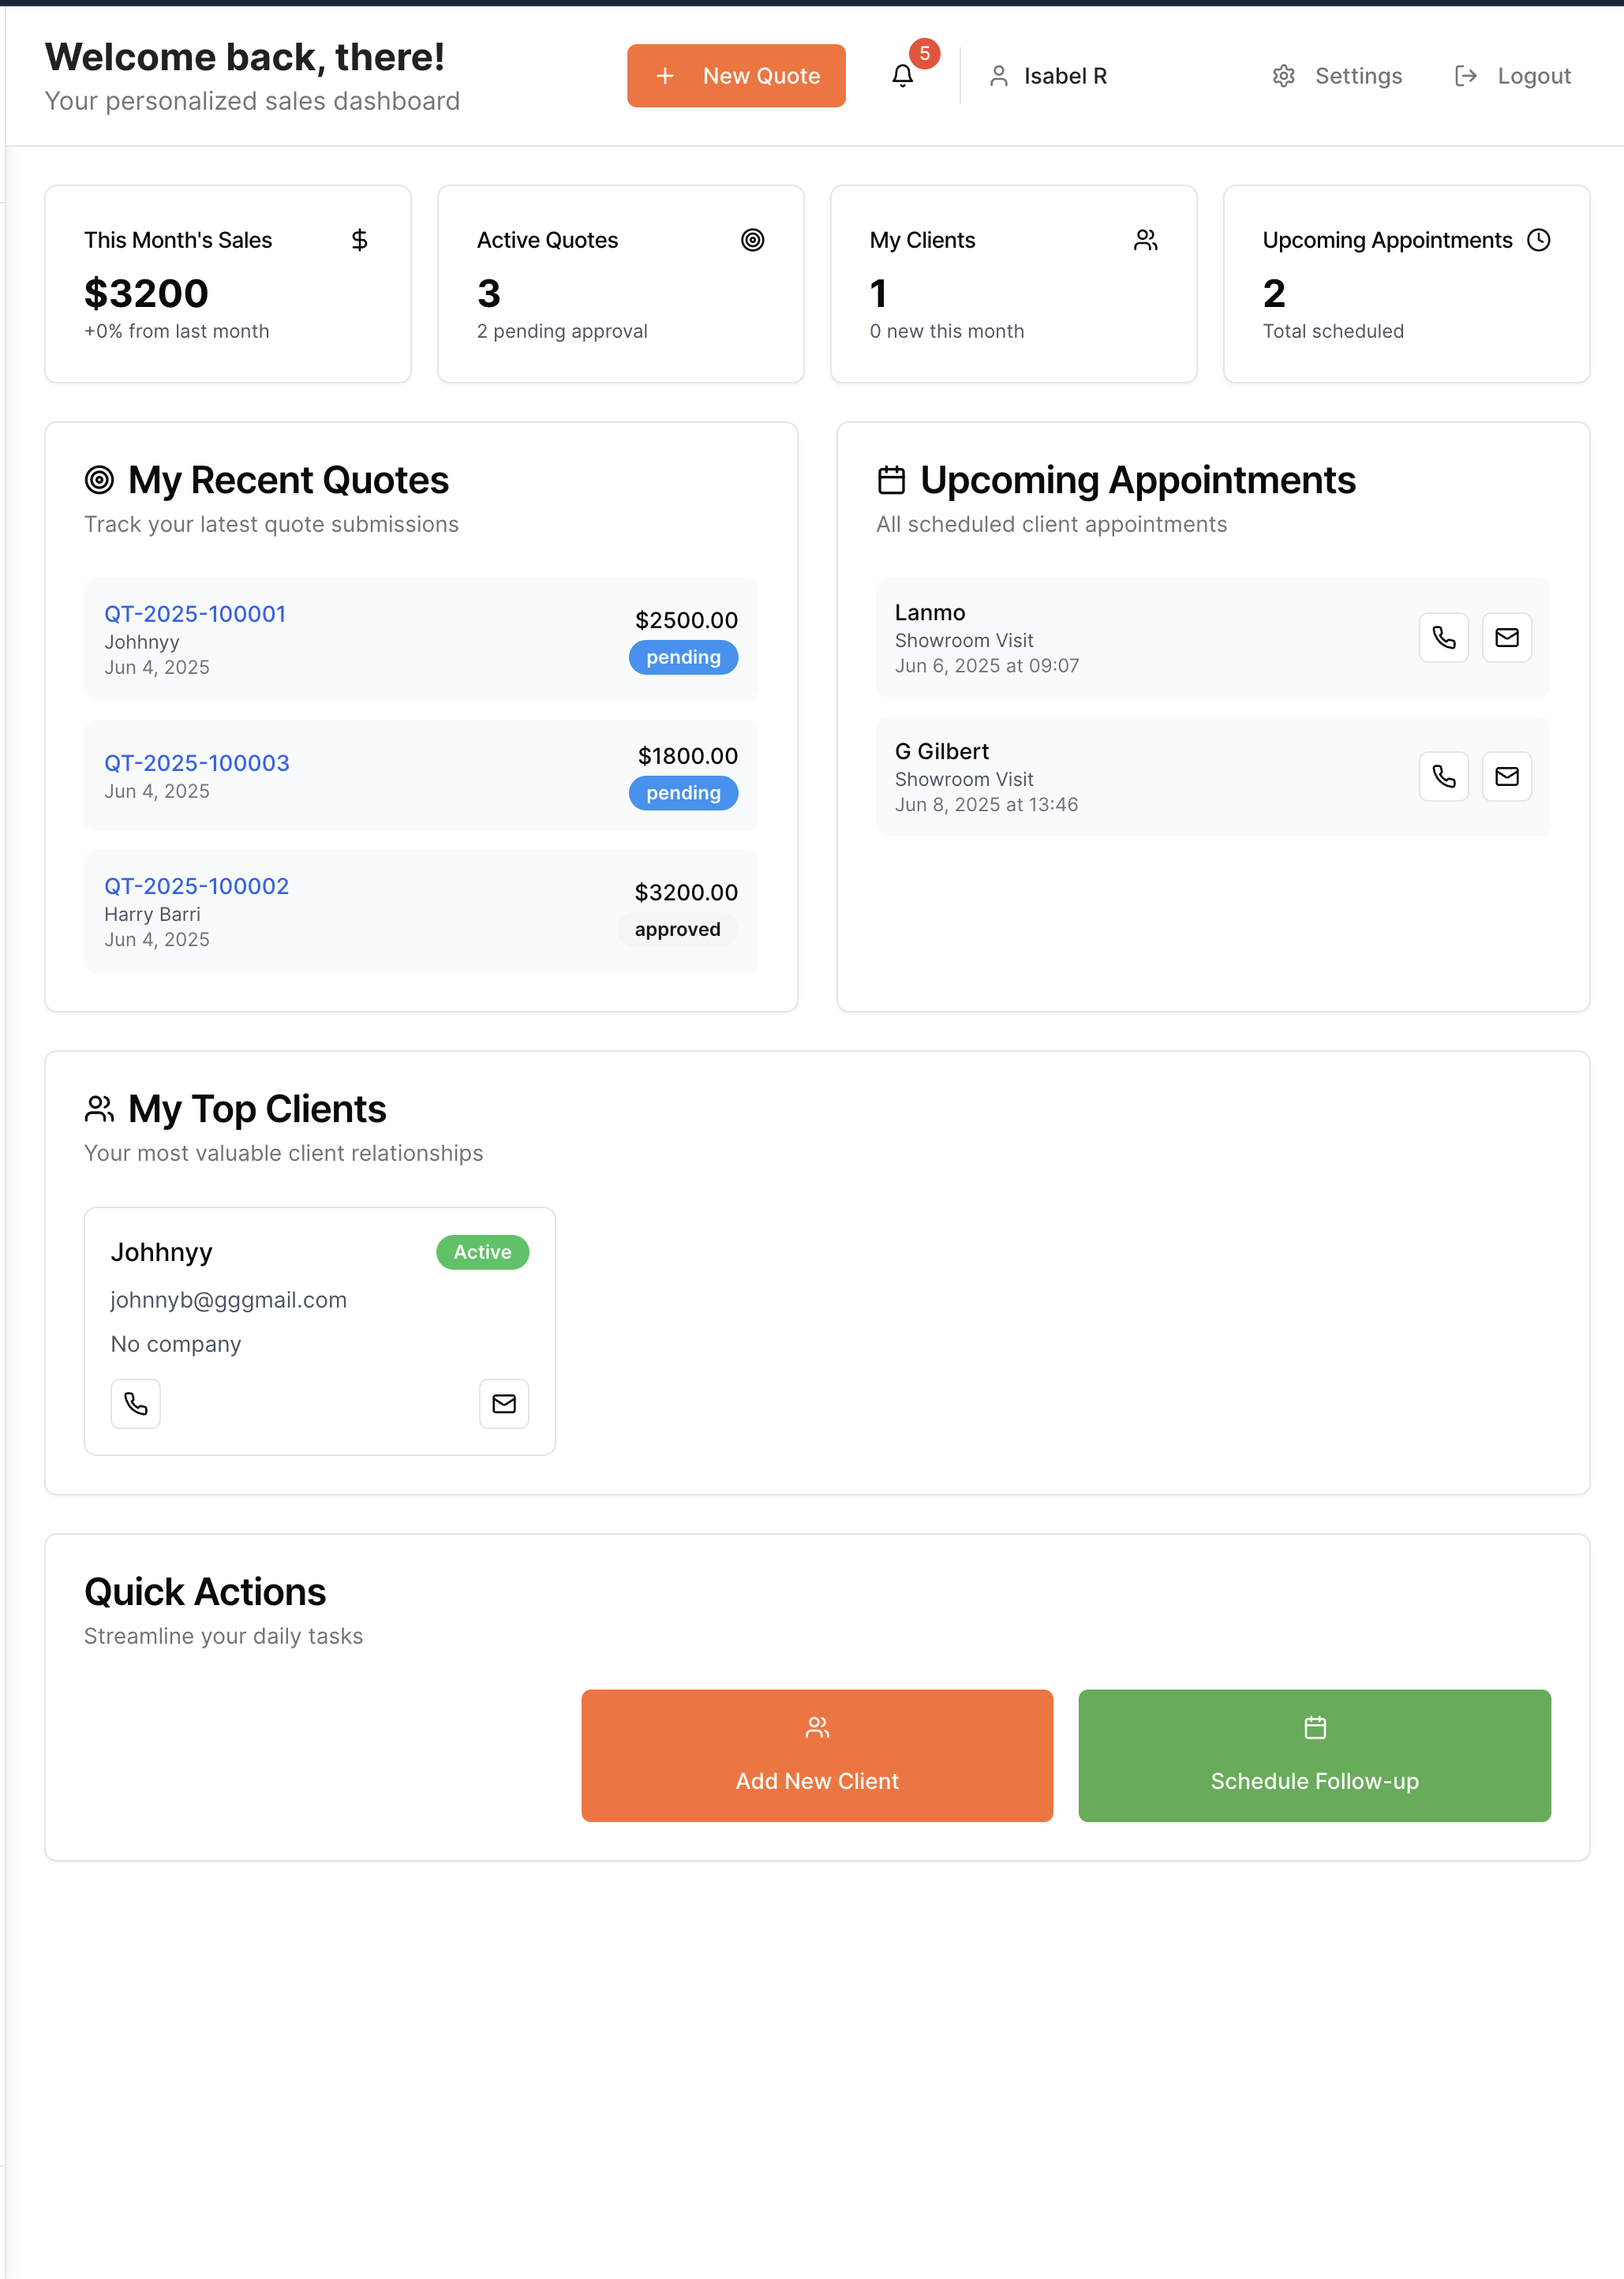 Welcome back, there!
Your personalized sales dashboard
New Quote
5
Isabel R
Settings
Logout
This Month's Sales
$3200
+0% from last month
Active Quotes
3
2 pending approval
My Clients
1
0 new this month
Upcoming Appointments
2
Total scheduled
My Recent Quotes
Track your latest quote submissions
QT-2025-100001
Johhnyy
Jun 4, 2025
$2500.00
pending
QT-2025-100003
Jun 4, 2025
$1800.00
pending
QT-2025-100002
Harry Barri
Jun 4, 2025
$3200.00
approved
Upcoming Appointments
All scheduled client appointments
Lanmo
Showroom Visit
Jun 6, 2025 at 09:07
G Gilbert
Showroom Visit
Jun 8, 2025 at 13:46
My Top Clients
Your most valuable client relationships
Johhnyy
Active
johnnyb@gggmail.com
No company
Quick Actions
Streamline your daily tasks
Add New Client
Schedule Follow-up